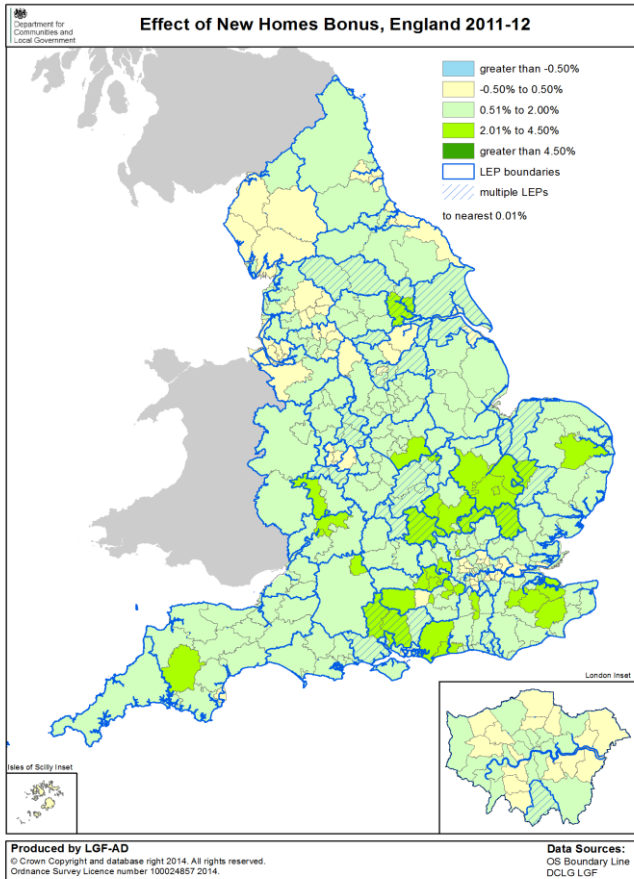 Department for
Communities and
Local Government
Effect of New Homes Bonus, England 2011-12
greater than -0.50%
-0.50% to 0.50%
0.51% to 2.00%
2.01% to 4.50%
greater than 4.50%
LEP boundaries
multiple LEPs
to nearest 0.01%
London Inset
Isles of Scilly Inset
Produced by LGF-AD
© Crown Copyright and database right 2014. All rights reserved.
Ordnance Survey Licence number 100024857 2014.
Data Sources:
OS Boundary Line
DCLG LGF